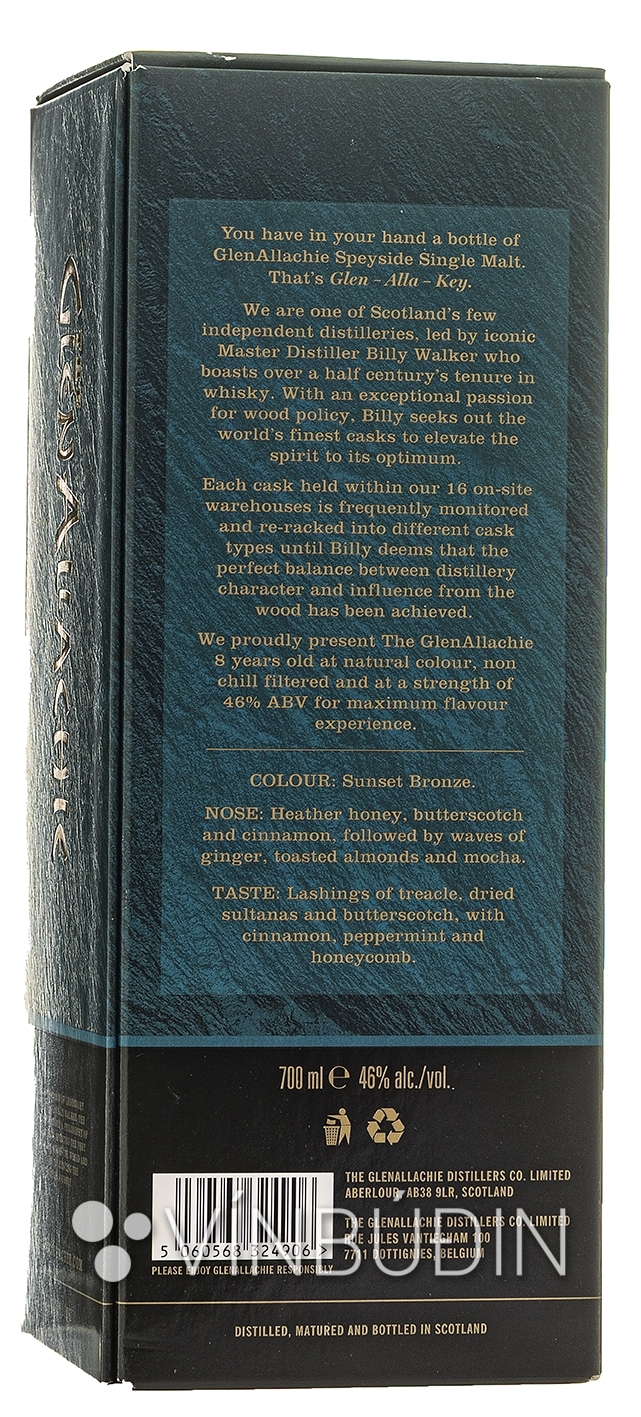 You have in your hand a bottle of
GlenAllachie Speyside Single Malt.
That's Glen – Alla – Key.
We are one of Scotland's few
independent distilleries, led by iconic
Master Distiller Billy Walker who
boasts over a half century's tenure in
whisky. With an exceptional passion
for wood policy, Billy seeks out the
world's finest casks to elevate the
spirit to its optimum.
Each cask held within our 16 on-site
warehouses is frequently monitored
and re-racked into different cask
types until Billy deems that the
perfect balance between distillery
character and influence from the
wood has been achieved.
We proudly present The GlenAllachie
8 years old at natural colour, non
chill filtered and at a strength of
46% ABV for maximum flavour
experience.
COLOUR: Sunset Bronze.
NOSE: Heather honey, butterscotch
and cinnamon, followed by waves of
ginger, toasted almonds and mocha.
TASTE: Lashings of treacle, dried
sultanas and butterscotch, with
cinnamon, peppermint and
honeycomb.
700 ml e 46% alc./vol.
THE GLENALLACHIE DISTILLERS CO. LIMITED
ABERLOUR, AB38 9LR, SCOTLAND
THE GLENALLACHIE DISTILLERS CO. LIMITED
RUE JULES VANTIEGHAM 100
7711 DOTTIGNIES, BELGIUM
5 060568 324906 >
PLEASE ENJOY GLENALLACHIE RESPONSIBLY
DISTILLED, MATURED AND BOTTLED IN SCOTLAND
GLENALLACHIE
VÍNBÚÐIN